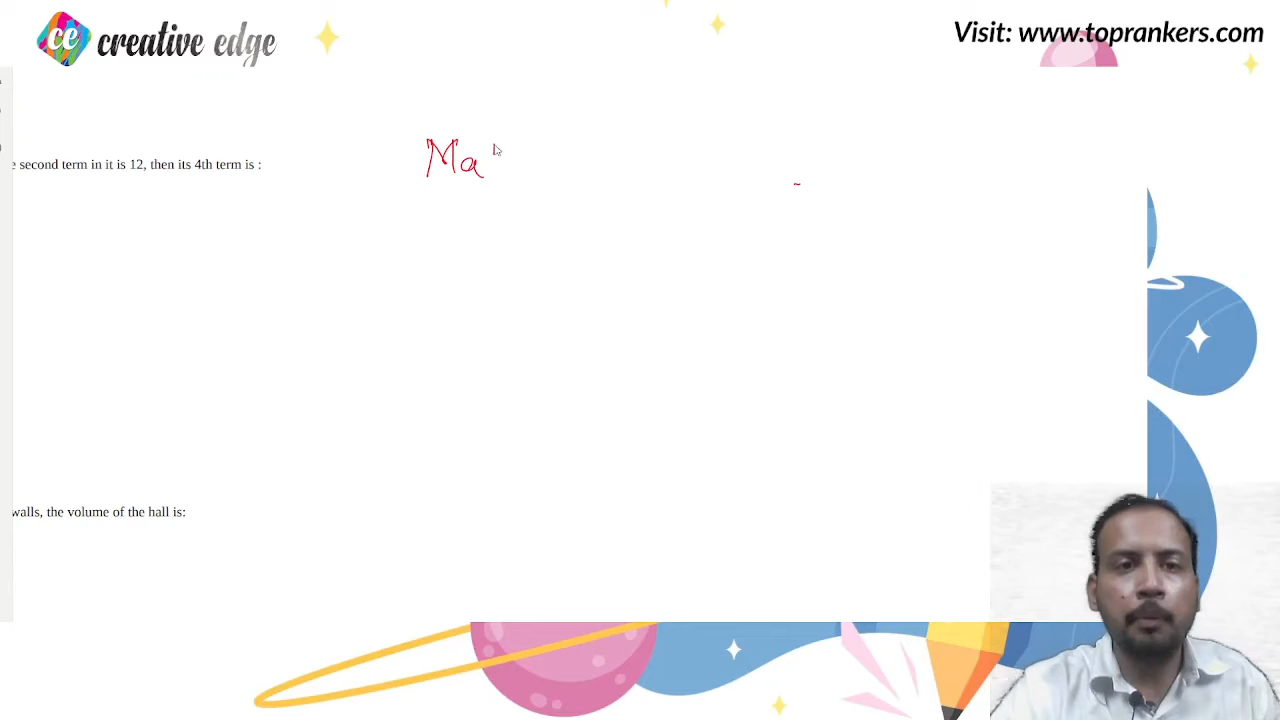 ce creative edge
Visit: www.toprankers.com
e second term in it is 12, then its 4th term is :
Ma
walls, the volume of the hall is: